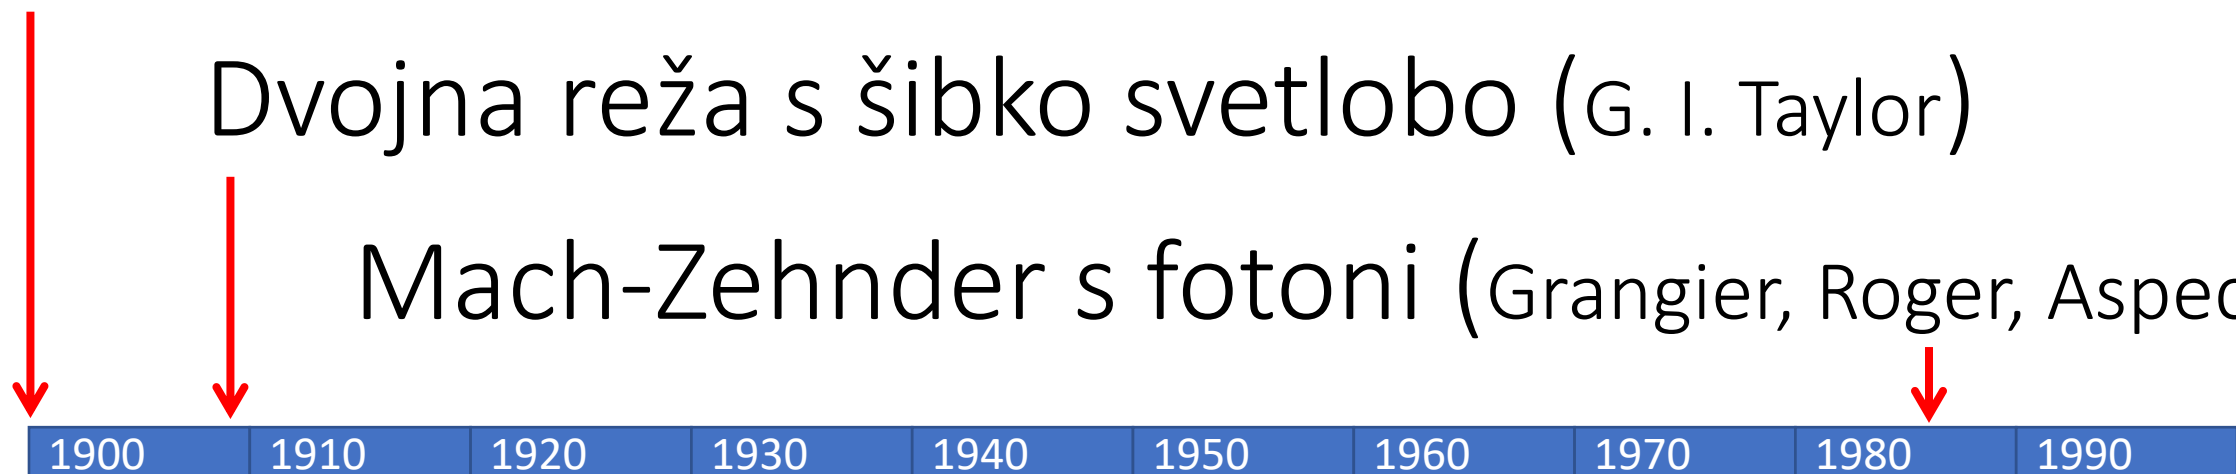 Dvojna reža s šibko svetlobo (G. I. Taylor)
Mach-Zehnder s fotoni (Grangier, Roger, Aspec
1900 1910 1920 1930 1940 1950 1960 1970 1980 1990